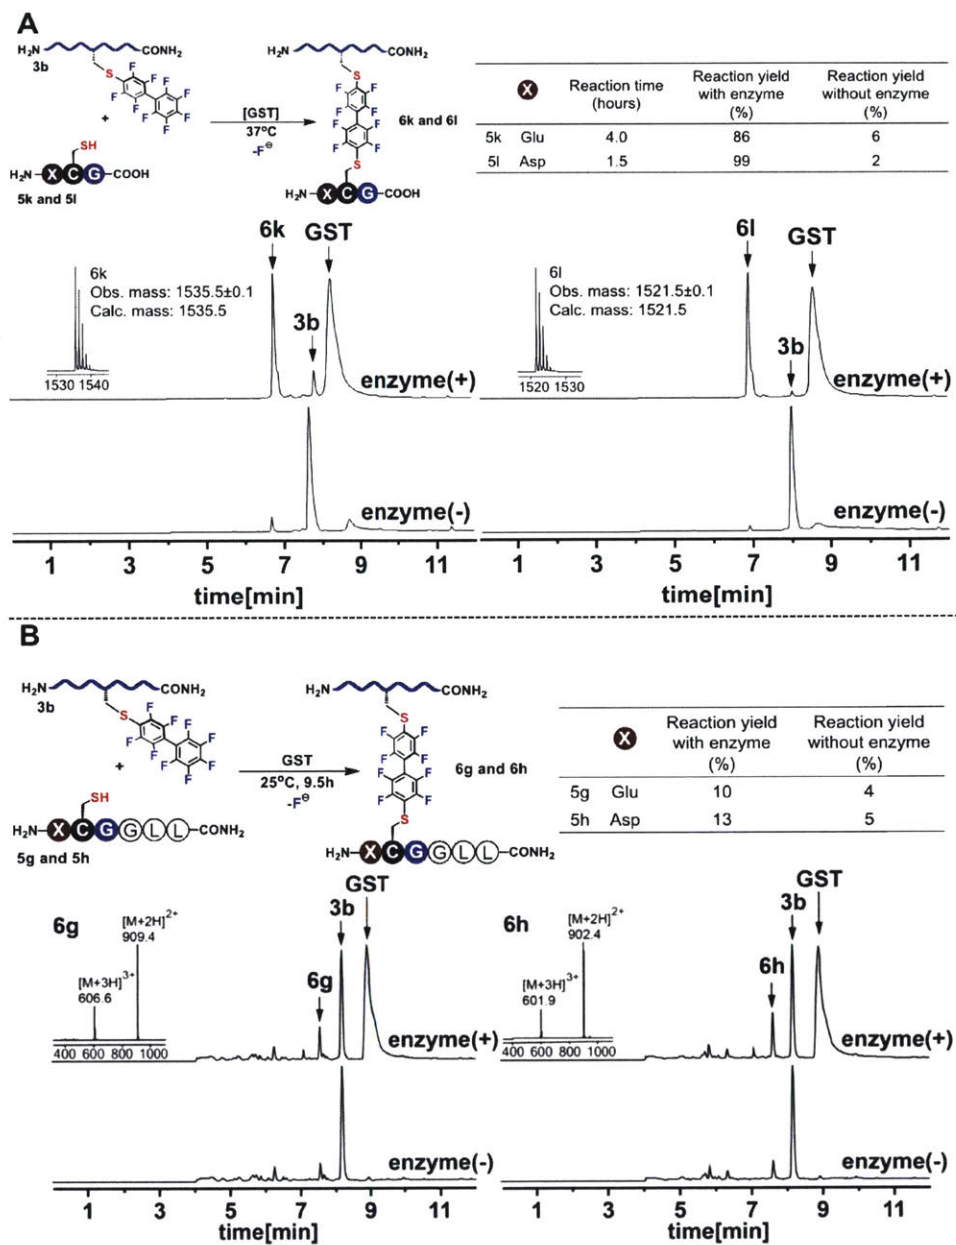 A
H₂N
CONH₂
3b
S
F F F F F F F F F
+
SH
H₂N-X C G-COOH
5k and 5l
[GST]
37°C
-F⊖
H₂N
CONH₂
S
F F F F F F F F
S
6k and 6l
H₂N-X C G-COOH
X
Reaction time (hours)
Reaction yield with enzyme (%)
Reaction yield without enzyme (%)
5k Glu 4.0 86 6
5l Asp 1.5 99 2
6k
GST
6k
Obs. mass: 1535.5±0.1
Calc. mass: 1535.5
3b
1530 1540
enzyme(+)
enzyme(-)
1 3 5 7 9 11
time[min]
6l
GST
6l
Obs. mass: 1521.5±0.1
Calc. mass: 1521.5
3b
1520 1530
enzyme(+)
enzyme(-)
1 3 5 7 9 11
time[min]
B
H₂N
CONH₂
3b
S
F F F F F F F F F
+
SH
H₂N-X C G G L L-CONH₂
5g and 5h
GST
25°C, 9.5h
-F⊖
H₂N
CONH₂
S
F F F F F F F F
S
6g and 6h
H₂N-X C G G L L-CONH₂
X
Reaction yield with enzyme (%)
Reaction yield without enzyme (%)
5g Glu 10 4
5h Asp 13 5
6g
[M+2H]²⁺
909.4
[M+3H]³⁺
606.6
400 600 800 1000
6g
3b
GST
enzyme(+)
enzyme(-)
1 3 5 7 9 11
time[min]
6h
[M+2H]²⁺
902.4
[M+3H]³⁺
601.9
400 600 800 1000
6h
3b
GST
enzyme(+)
enzyme(-)
1 3 5 7 9 11
time[min]